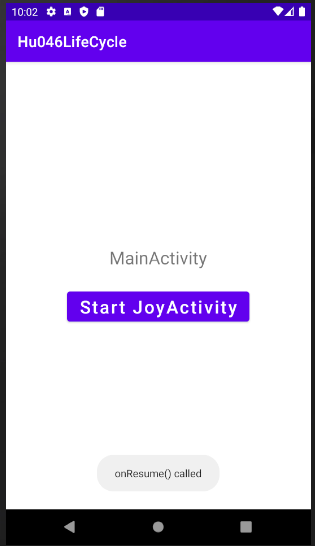 10:02
Hu046LifeCycle
MainActivity
Start JoyActivity
onResume() called